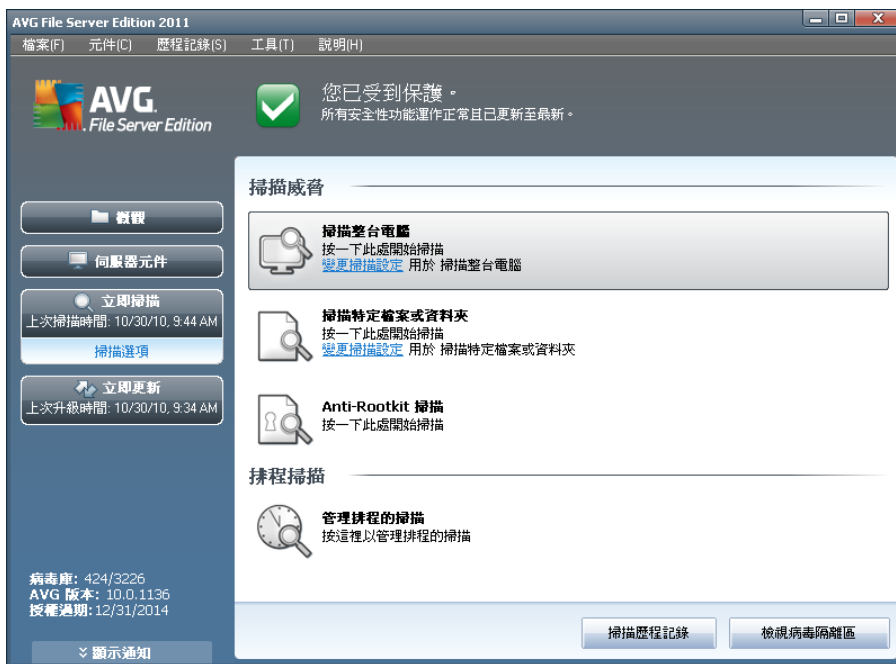 AVG File Server Edition 2011
檔案(F) 元件(C) 歷程記錄(S) 工具(T) 說明(H)
AVG.
File Server Edition
您已受到保護。
所有安全性功能運作正常且已更新至最新。
概觀
伺服器元件
立即掃描
上次掃描時間: 10/30/10, 9:44 AM
掃描選項
立即更新
上次升級時間: 10/30/10, 9:34 AM
病毒庫: 424/3226
AVG 版本: 10.0.1136
授權過期: 12/31/2014
顯示通知
掃描威脅
掃描整台電腦
按一下此處開始掃描
變更掃描設定 用於 掃描整台電腦
掃描特定檔案或資料夾
按一下此處開始掃描
變更掃描設定 用於 掃描特定檔案或資料夾
Anti-Rootkit 掃描
按一下此處開始掃描
排程掃描
管理排程的掃描
按這裡以管理排程的掃描
掃描歷程記錄
檢視病毒隔離區